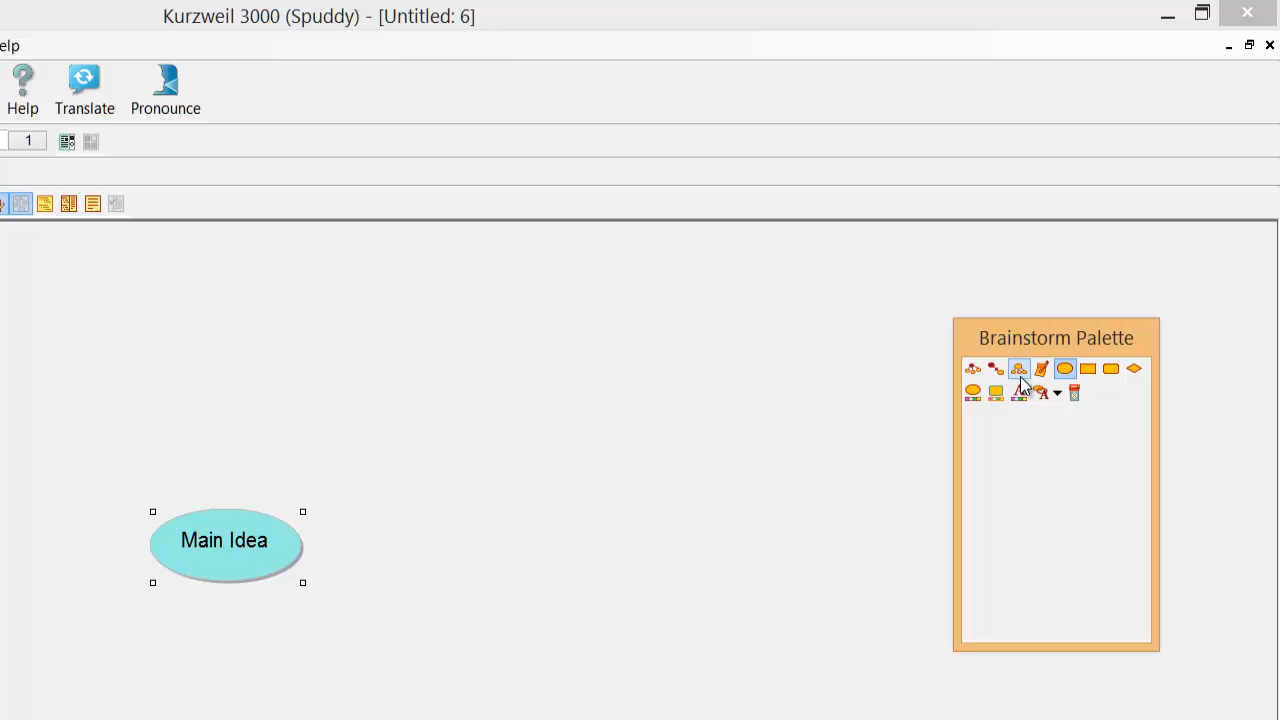 Kurzweil 3000 (Spuddy) - [Untitled: 6]
elp
Help Translate Pronounce
1
Brainstorm Palette
Main Idea